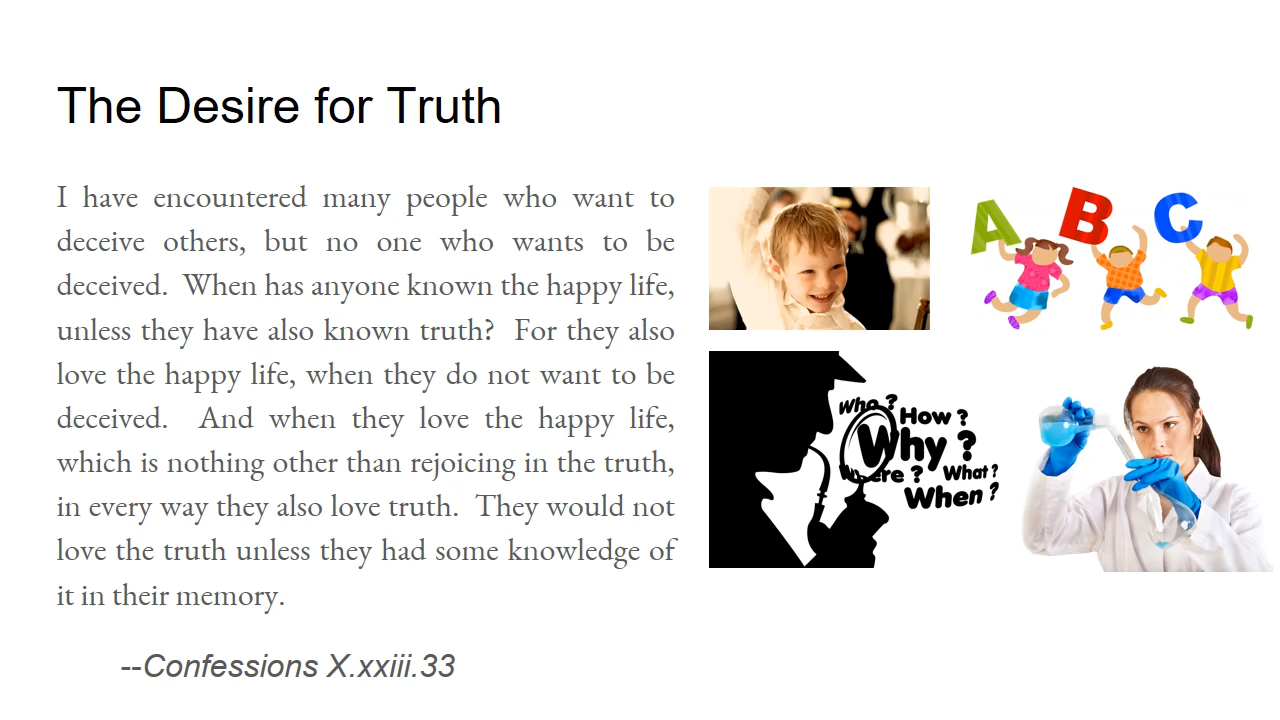 The Desire for Truth
I have encountered many people who want to
deceive others, but no one who wants to be
deceived. When has anyone known the happy life,
unless they have also known truth? For they also
love the happy life, when they do not want to be
deceived. And when they love the happy life,
which is nothing other than rejoicing in the truth,
in every way they also love truth. They would not
love the truth unless they had some knowledge of
it in their memory.
--Confessions X.xxiii.33
A B C
Who ?
How ?
Why ?
Where ? What ?
When ?